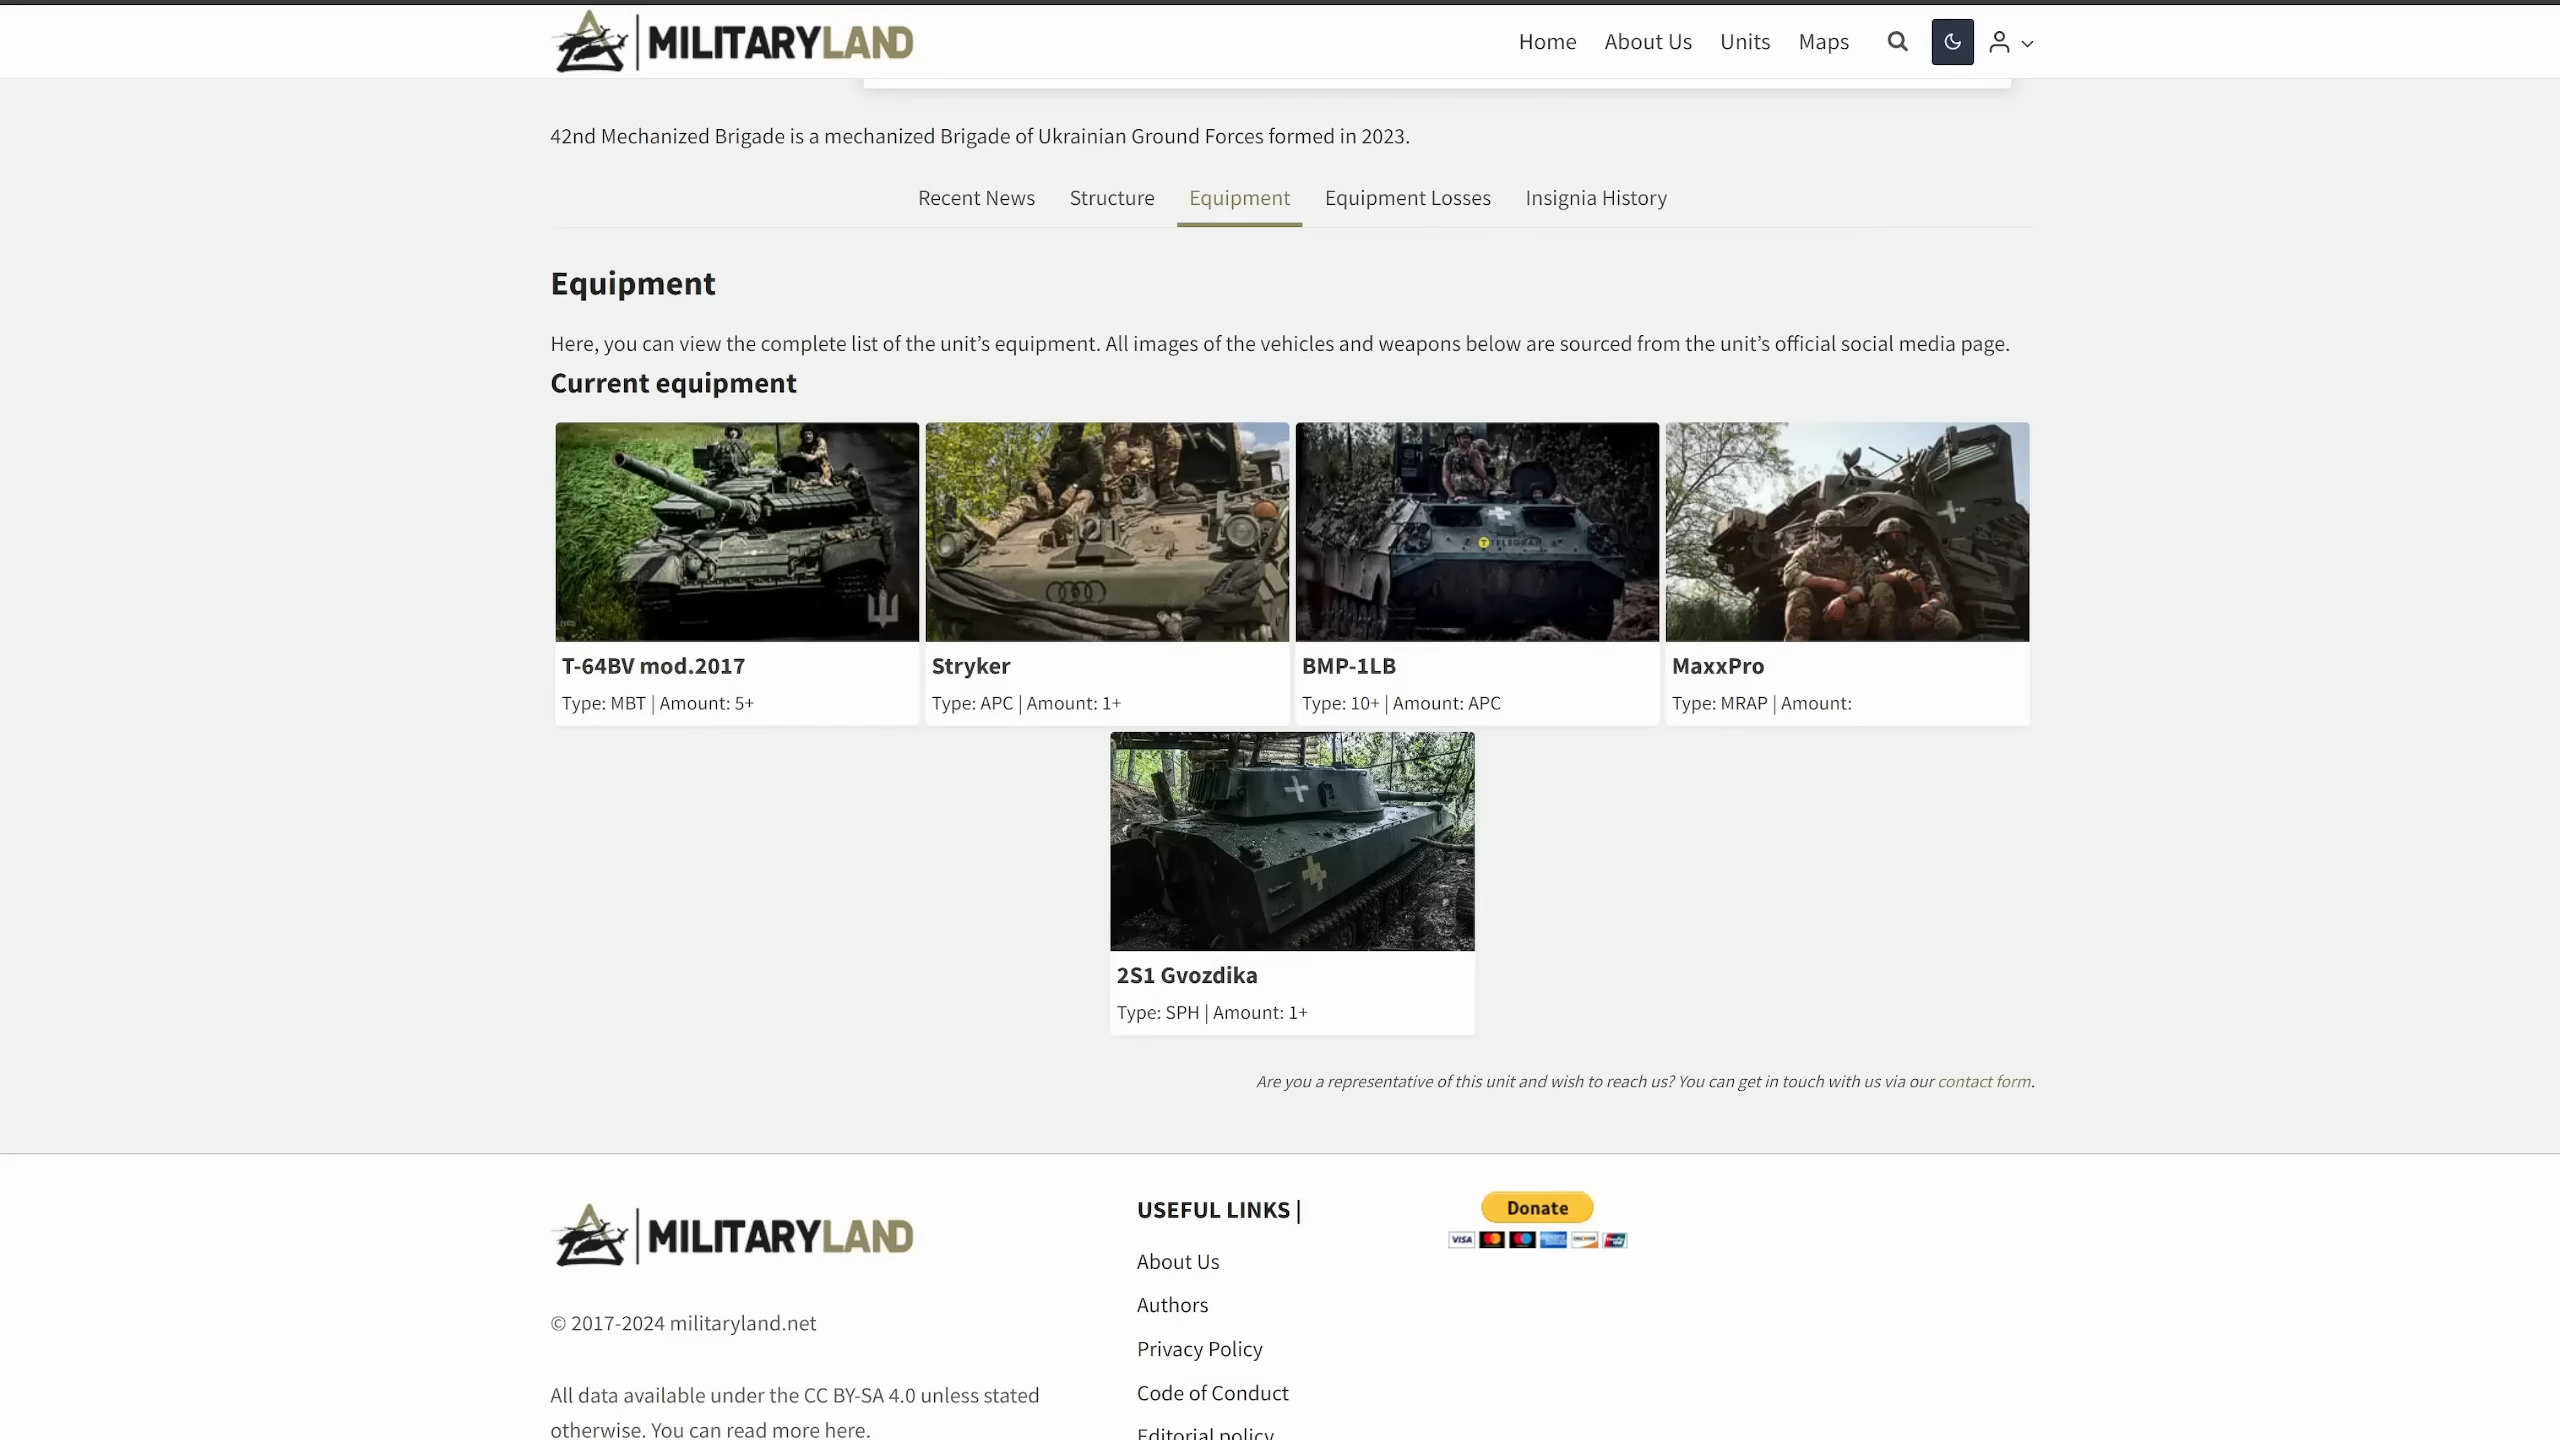 MILITARYLAND
Home
About Us
Units
Maps
42nd Mechanized Brigade is a mechanized Brigade of Ukrainian Ground Forces formed in 2023.
Recent News
Structure
Equipment
Equipment Losses
Insignia History
Equipment
Here, you can view the complete list of the unit’s equipment. All images of the vehicles and weapons below are sourced from the unit’s official social media page.
Current equipment
TELEGRAF
T-64BV mod.2017
Type: MBT | Amount: 5+
Stryker
Type: APC | Amount: 1+
BMP-1LB
Type: 10+ | Amount: APC
MaxxPro
Type: MRAP | Amount:
2S1 Gvozdika
Type: SPH | Amount: 1+
Are you a representative of this unit and wish to reach us? You can get in touch with us via our contact form.
MILITARYLAND
© 2017-2024 militaryland.net
All data available under the CC BY-SA 4.0 unless stated
otherwise. You can read more here.
USEFUL LINKS |
About Us
Authors
Privacy Policy
Code of Conduct
Editorial policy
Donate
VISA